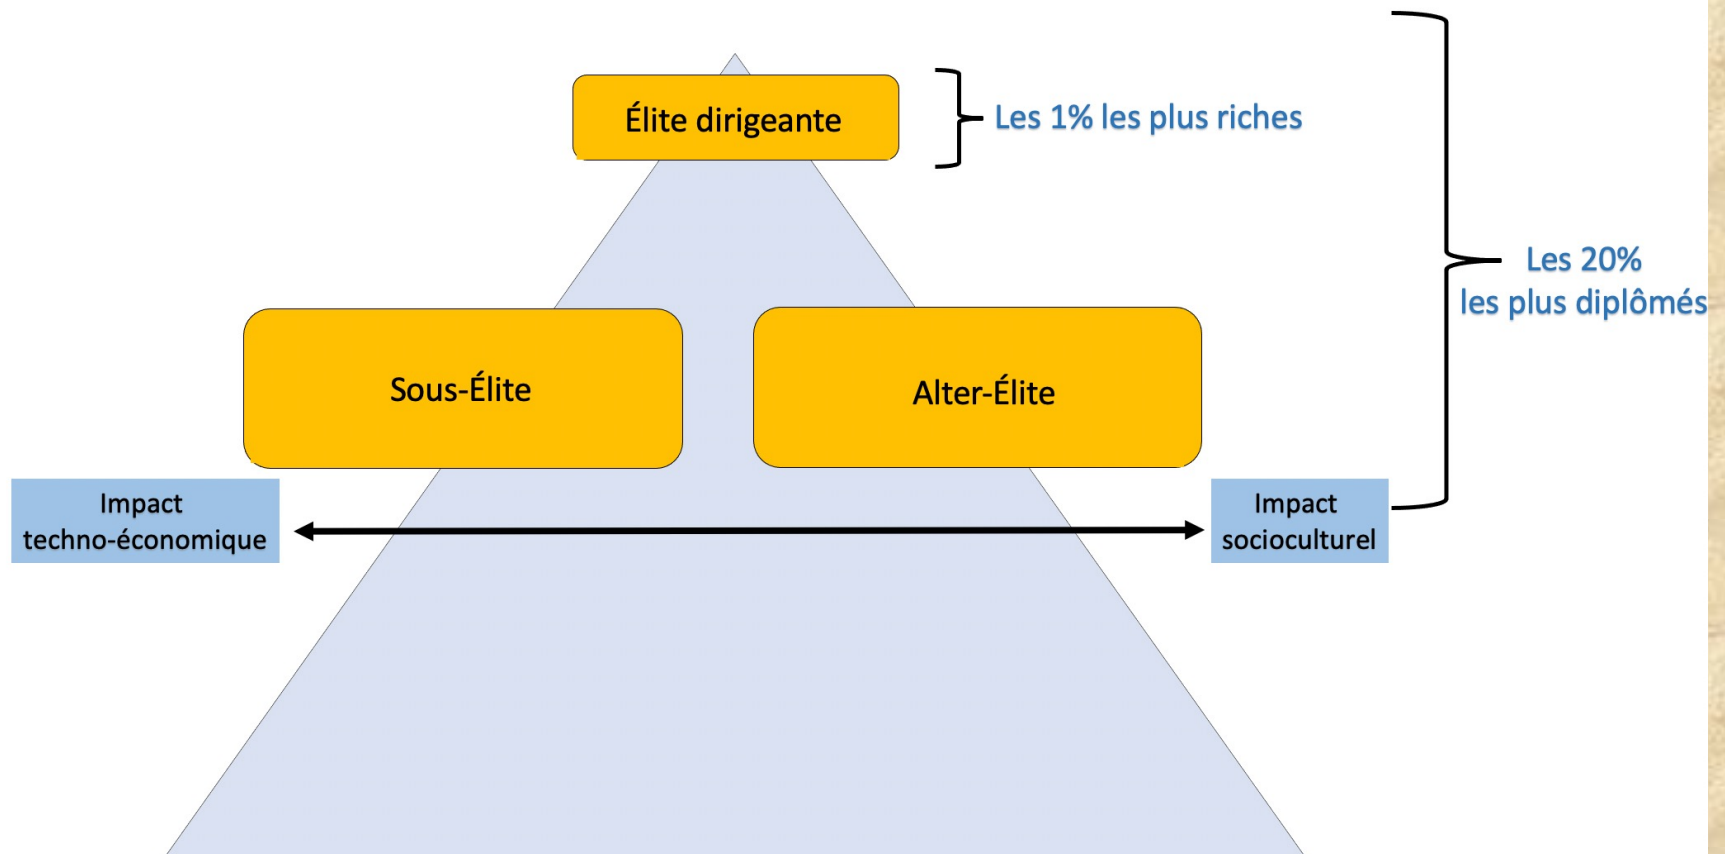 Élite dirigeante
Les 1% les plus riches
Les 20%
les plus diplômés
Sous-Élite
Alter-Élite
Impact
techno-économique
Impact
socioculturel